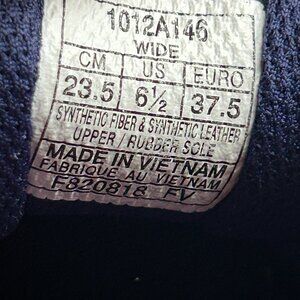 1012A146
WIDE
CM US EURO
23.5 6½ 37.5
SYNTHETIC FIBER & SYNTHETIC LEATHER
UPPER / RUBBER SOLE
MADE IN VIETNAM
FABRIQUE AU VIETNAM
F820818 FV